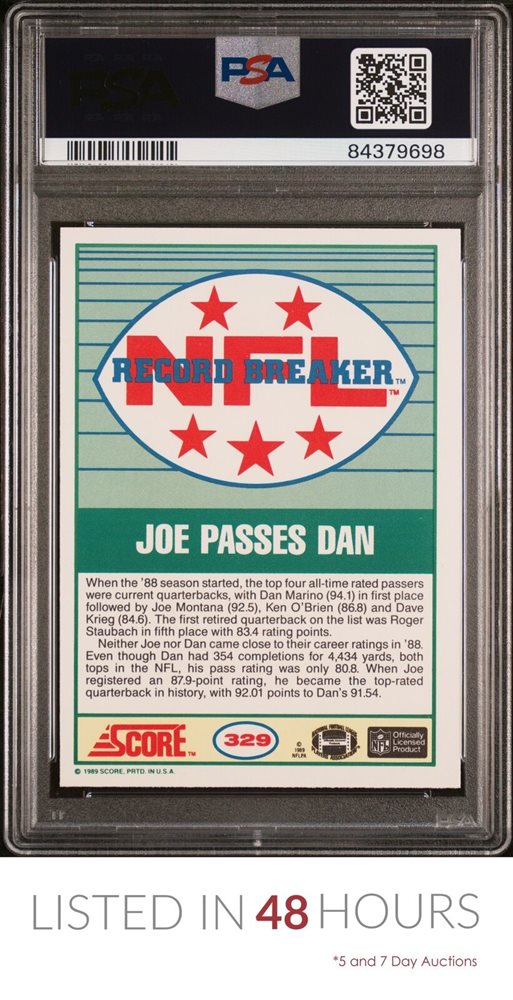 PSA
84379698
NFL
RECORD BREAKER™
TM
JOE PASSES DAN
When the '88 season started, the top four all-time rated passers
were current quarterbacks, with Dan Marino (94.1) in first place
followed by Joe Montana (92.5), Ken O'Brien (86.8) and Dave
Krieg (84.6). The first retired quarterback on the list was Roger
Staubach in fifth place with 83.4 rating points.
Neither Joe nor Dan came close to their career ratings in '88.
Even though Dan had 354 completions for 4,434 yards, both
tops in the NFL, his pass rating was only 80.8. When Joe
registered an 87.9-point rating, he became the top-rated
quarterback in history, with 92.01 points to Dan's 91.54.
SCORE™
329
© 1989 NFLPA
NFL
Officially
Licensed
Product
© 1989 SCORE, PRTD. IN U.S.A.
PSA
LISTED IN 48 HOURS
*5 and 7 Day Auctions